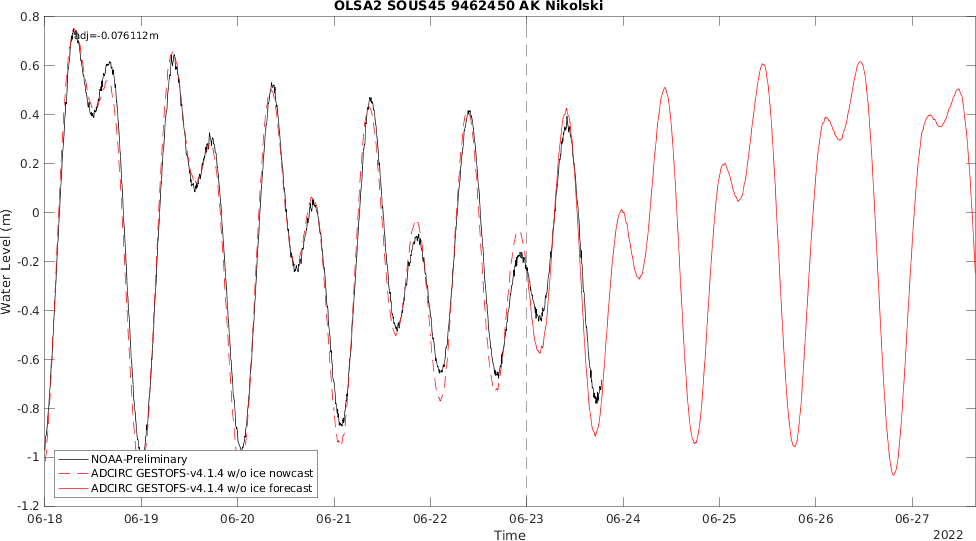 OLSA2 SOUS45 9462450 AK Nikolski
adj=-0.076112m
0.8
0.6
0.4
0.2
0
-0.2
-0.4
-0.6
-0.8
-1
-1.2
Water Level (m)
NOAA-Preliminary
ADCIRC GESTOFS-v4.1.4 w/o ice nowcast
ADCIRC GESTOFS-v4.1.4 w/o ice forecast
06-18 06-19 06-20 06-21 06-22 06-23 06-24 06-25 06-26 06-27
Time
2022